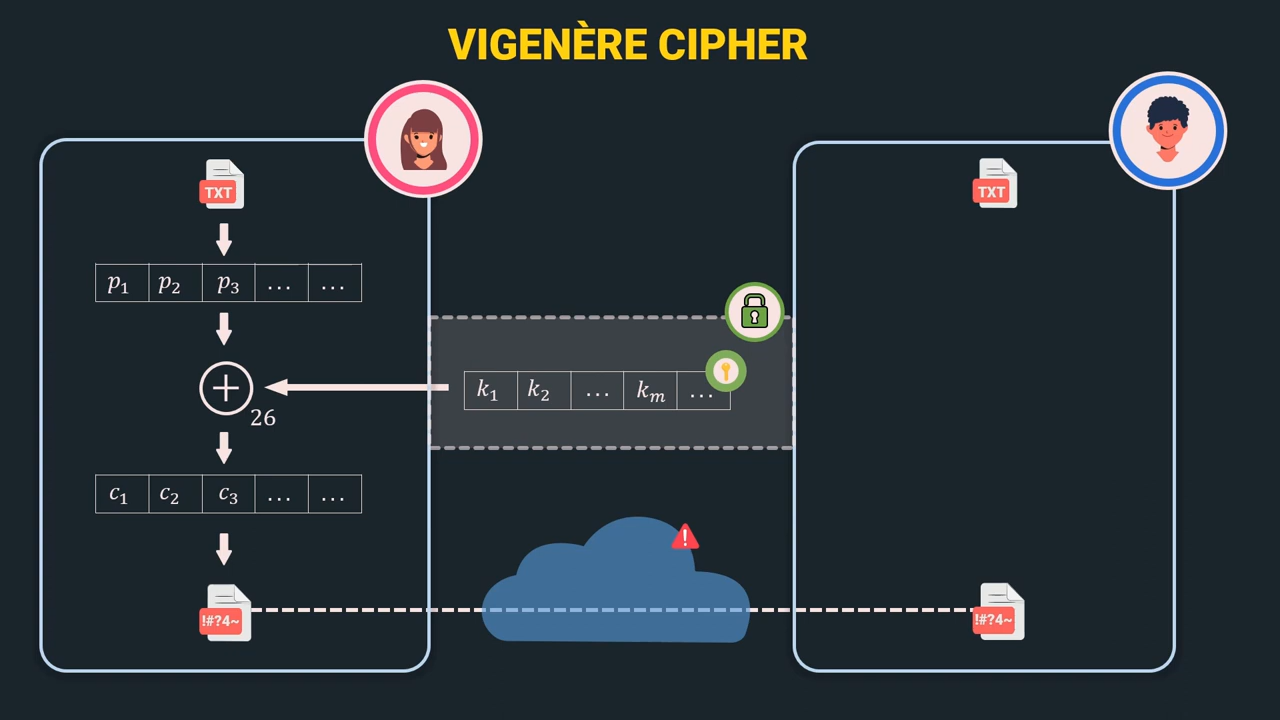 VIGENÈRE CIPHER
TXT
TXT
p1 p2 p3 ... ...
k1 k2 ... km ...
26
c1 c2 c3 ... ...
!#?4~
!#?4~